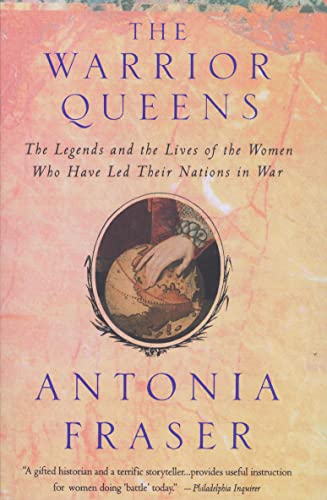 THE
WARRIOR
QUEENS
The Legends and the Lives of the Women
Who Have Led Their Nations in War
ANTONIA
FRASER
"A gifted historian and a terrific storyteller...provides useful instruction
for women doing 'battle' today." — Philadelphia Inquirer